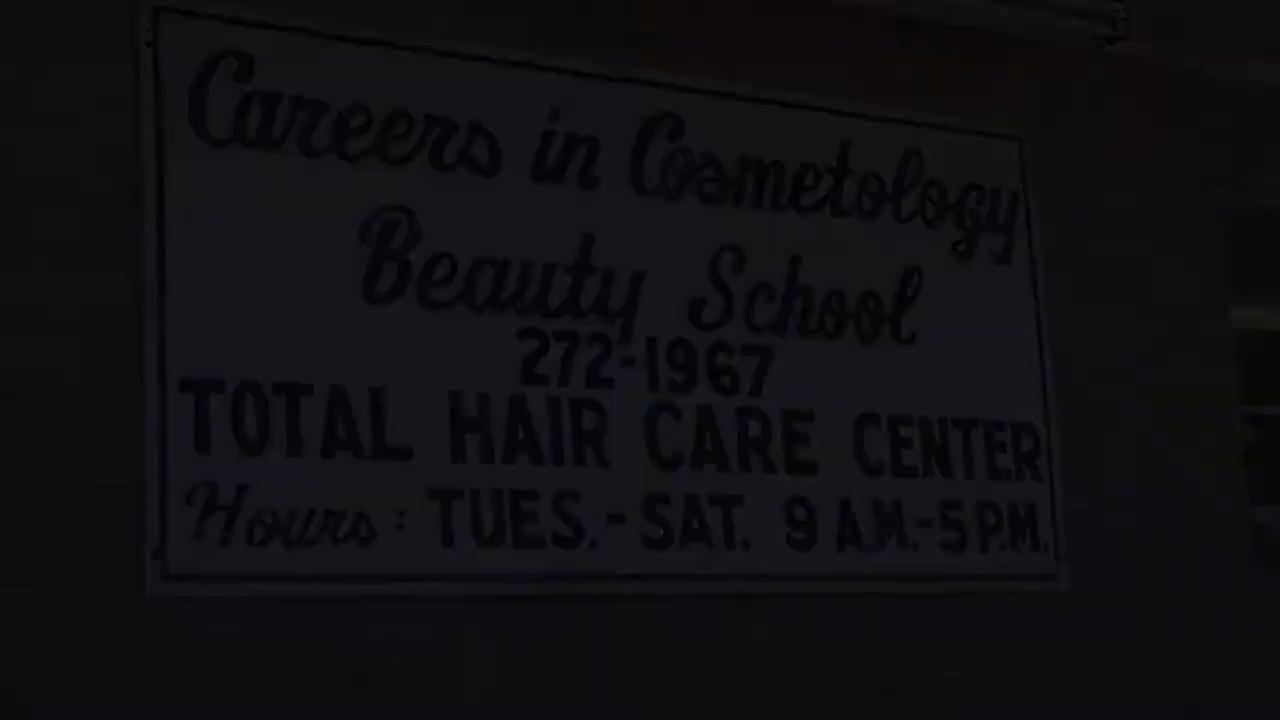 Careers in Cosmetology
Beauty School
272-1967
TOTAL HAIR CARE CENTER
Hours: TUES.-SAT. 9 A.M.-5 P.M.